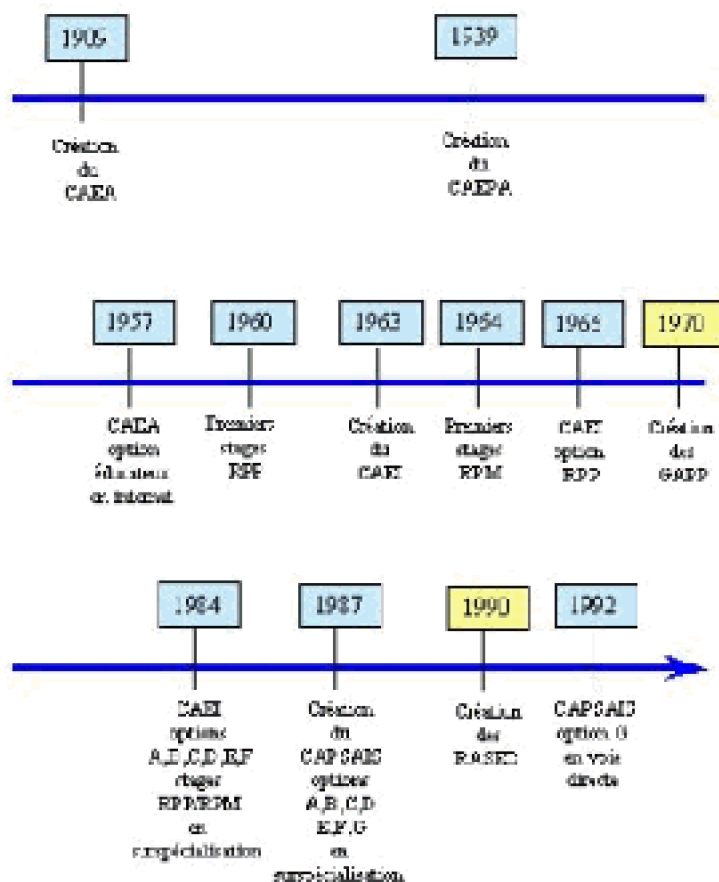 1909
1939
Création
du
CAEA
Création
du
CAEPA
1957
1960
1963
1964
1965
1970
CAEA
option
éducateur
en internat
Premiers
stages
RPP
Création
du
CAEI
Premiers
stages
RPM
CAEI
option
RPP
Création
des
GAPP
1984
1987
1990
1992
CAEI
options
A,B,C,D,E,F
stages
RPP/RPM
en
surspécialisation
Création
du
CAPSAIS
options
A,B,C,D
E,F,G
en
surspécialisation
Création
des
RASED
CAPSAIS
option G
en voie
directe